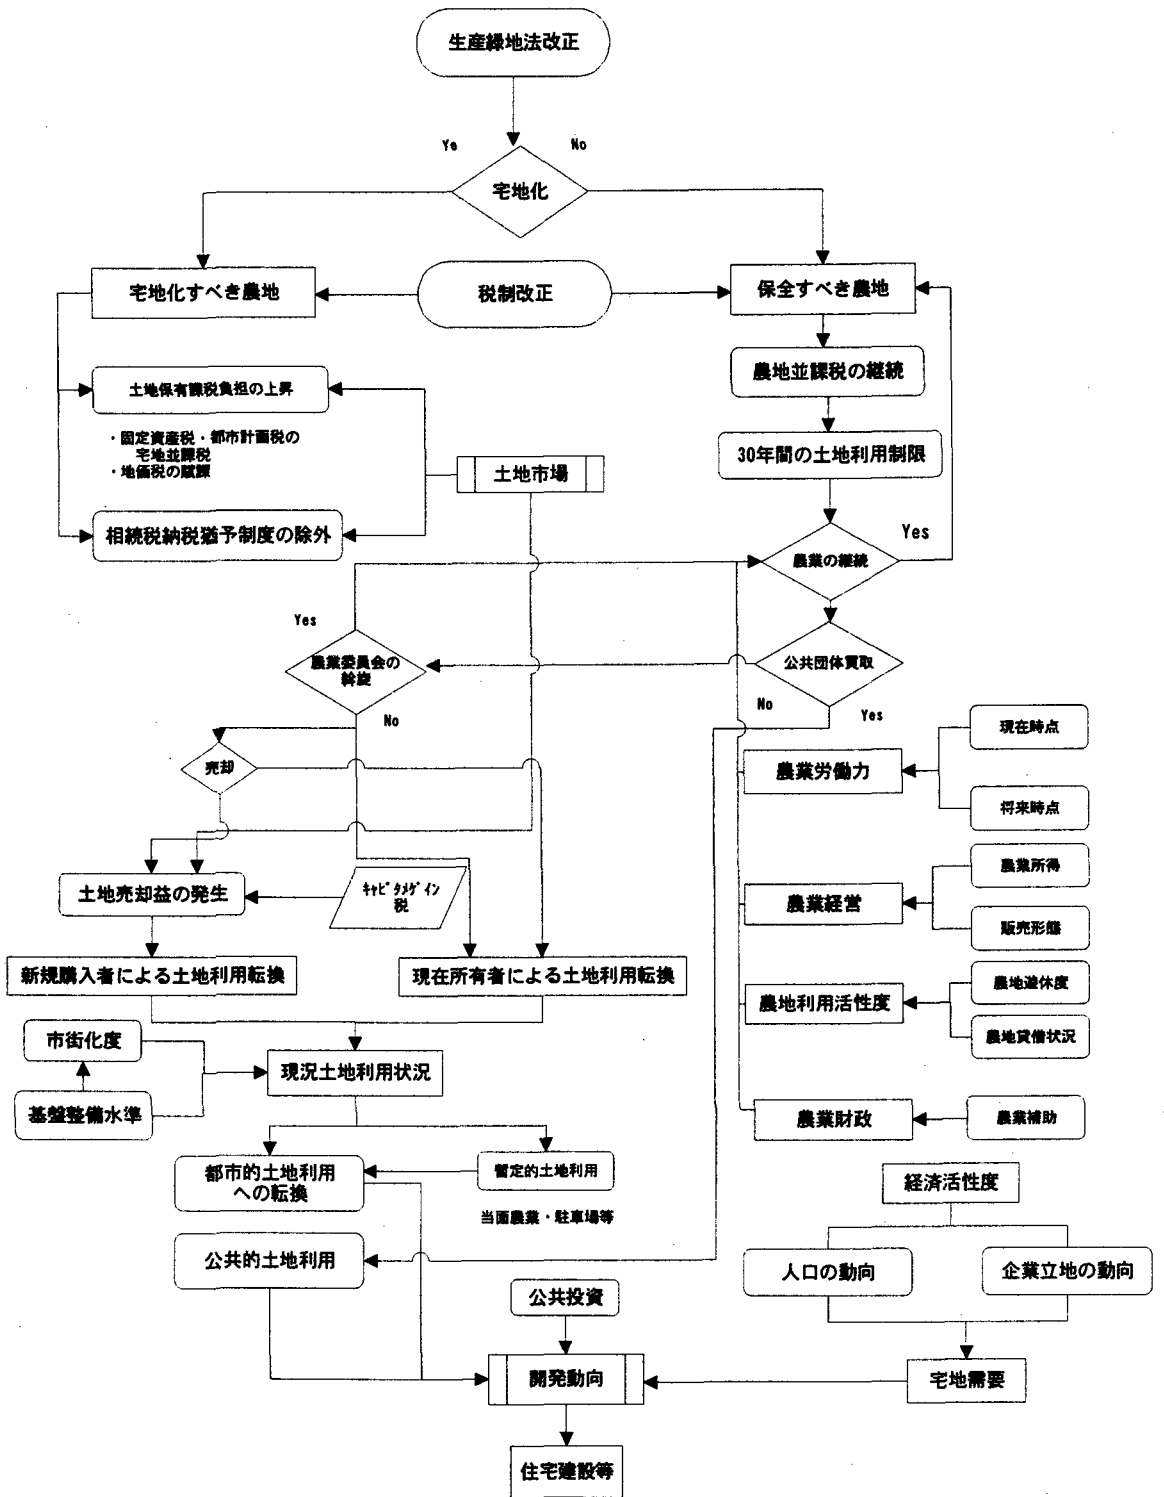 生産緑地法改正
Ye
No
宅地化
宅地化すべき農地
税制改正
保全すべき農地
土地保有課税負担の上昇
農地並課税の継続
・固定資産税・都市計画税の
宅地並課税
・地価税の賦課
30年間の土地利用制限
土地市場
相続税納税猶予制度の除外
Yes
農業の継続
Yes
農業委員会の
斡旋
公共団体買取
No
No
Yes
売却
農業労働力
現在時点
将来時点
土地売却益の発生
キャピタルゲイン
税
農業経営
農業所得
販売形態
新規購入者による土地利用転換
現在所有者による土地利用転換
農地利用活性度
農地遊休度
農地貸借状況
市街化度
現況土地利用状況
基盤整備水準
農業財政
農業補助
都市的土地利用
への転換
暫定的土地利用
当面農業・駐車場等
経済活性度
公共的土地利用
人口の動向
企業立地の動向
公共投資
開発動向
宅地需要
住宅建設等